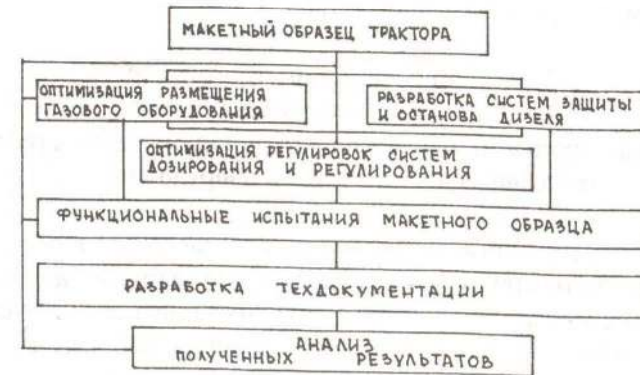 МАКЕТНЫЙ ОБРАЗЕЦ ТРАКТОРА
ОПТИМИЗАЦИЯ РАЗМЕЩЕНИЯ
ГАЗОВОГО ОБОРУДОВАНИЯ
РАЗРАБОТКА СИСТЕМ ЗАЩИТЫ
И ОСТАНОВА ДИЗЕЛЯ
ОПТИМИЗАЦИЯ РЕГУЛИРОВОК СИСТЕМ
ДОЗИРОВАНИЯ И РЕГУЛИРОВАНИЯ
ФУНКЦИОНАЛЬНЫЕ ИСПЫТАНИЯ МАКЕТНОГО ОБРАЗЦА
РАЗРАБОТКА ТЕХДОКУМЕНТАЦИИ
АНАЛИЗ
ПОЛУЧЕННЫХ РЕЗУЛЬТАТОВ